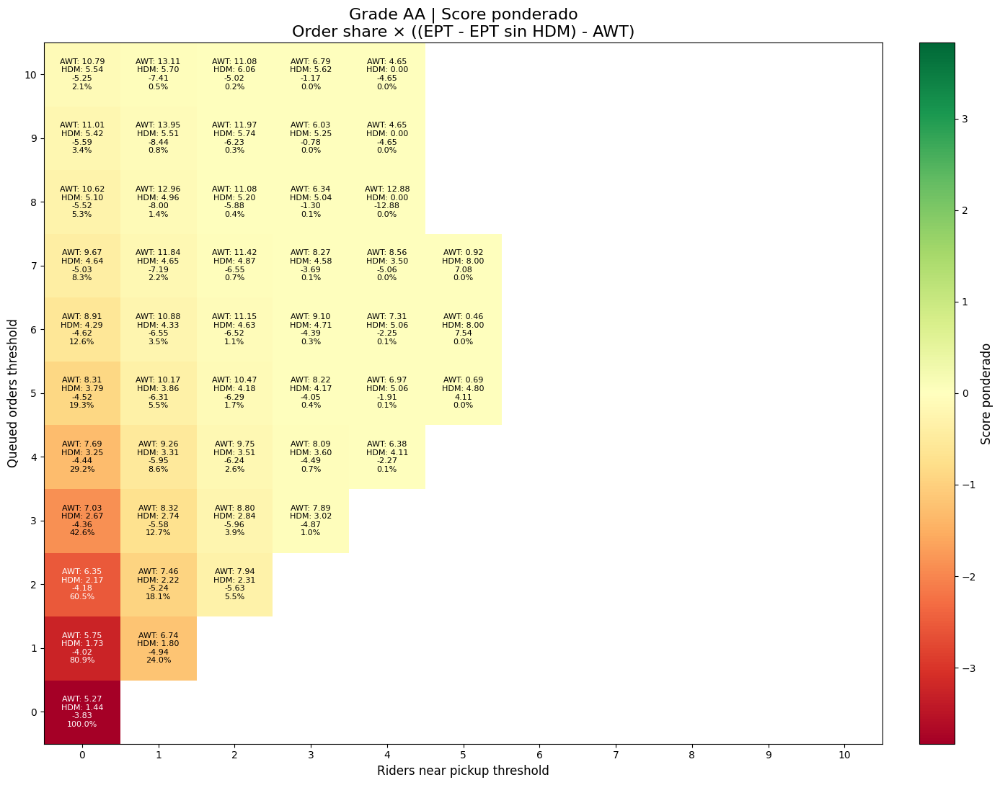 Grade AA | Score ponderado
Order share × ((EPT - EPT sin HDM) - AWT)
10
AWT: 10.79
HDM: 5.54
-5.25
2.1%
AWT: 13.11
HDM: 5.70
-7.41
0.5%
AWT: 11.08
HDM: 6.06
-5.02
0.2%
AWT: 6.79
HDM: 5.62
-1.17
0.0%
AWT: 4.65
HDM: 0.00
-4.65
0.0%
9
AWT: 11.01
HDM: 5.42
-5.59
3.4%
AWT: 13.95
HDM: 5.51
-8.44
0.8%
AWT: 11.97
HDM: 5.74
-6.23
0.3%
AWT: 6.03
HDM: 5.25
-0.78
0.0%
AWT: 4.65
HDM: 0.00
-4.65
0.0%
8
AWT: 10.62
HDM: 5.10
-5.52
5.3%
AWT: 12.96
HDM: 4.96
-8.00
1.4%
AWT: 11.08
HDM: 5.20
-5.88
0.4%
AWT: 6.34
HDM: 5.04
-1.30
0.1%
AWT: 12.88
HDM: 0.00
-12.88
0.0%
7
AWT: 9.67
HDM: 4.64
-5.03
8.3%
AWT: 11.84
HDM: 4.65
-7.19
2.2%
AWT: 11.42
HDM: 4.87
-6.55
0.7%
AWT: 8.27
HDM: 4.58
-3.69
0.1%
AWT: 8.56
HDM: 3.50
-5.06
0.0%
AWT: 0.92
HDM: 8.00
7.08
0.0%
6
AWT: 8.91
HDM: 4.29
-4.62
12.6%
AWT: 10.88
HDM: 4.33
-6.55
3.5%
AWT: 11.15
HDM: 4.63
-6.52
1.1%
AWT: 9.10
HDM: 4.71
-4.39
0.3%
AWT: 7.31
HDM: 5.06
-2.25
0.1%
AWT: 0.46
HDM: 8.00
7.54
0.0%
5
AWT: 8.31
HDM: 3.79
-4.52
19.3%
AWT: 10.17
HDM: 3.86
-6.31
5.5%
AWT: 10.47
HDM: 4.18
-6.29
1.7%
AWT: 8.22
HDM: 4.17
-4.05
0.4%
AWT: 6.97
HDM: 5.06
-1.91
0.1%
AWT: 0.69
HDM: 4.80
4.11
0.0%
4
AWT: 7.69
HDM: 3.25
-4.44
29.2%
AWT: 9.26
HDM: 3.31
-5.95
8.6%
AWT: 9.75
HDM: 3.51
-6.24
2.6%
AWT: 8.09
HDM: 3.60
-4.49
0.7%
AWT: 6.38
HDM: 4.11
-2.27
0.1%
3
AWT: 7.03
HDM: 2.67
-4.36
42.6%
AWT: 8.32
HDM: 2.74
-5.58
12.7%
AWT: 8.80
HDM: 2.84
-5.96
3.9%
AWT: 7.89
HDM: 3.02
-4.87
1.0%
2
AWT: 6.35
HDM: 2.17
-4.18
60.5%
AWT: 7.46
HDM: 2.22
-5.24
18.1%
AWT: 7.94
HDM: 2.31
-5.63
5.5%
1
AWT: 5.75
HDM: 1.73
-4.02
80.9%
AWT: 6.74
HDM: 1.80
-4.94
24.0%
0
AWT: 5.27
HDM: 1.44
-3.83
100.0%
0
1
2
3
4
5
6
7
8
9
10
Riders near pickup threshold
Queued orders threshold
3
2
1
0
−1
−2
−3
Score ponderado